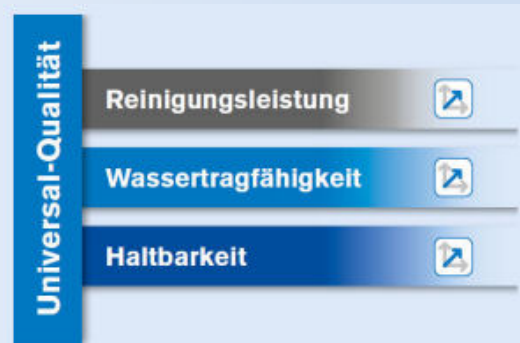 Universal-Qualität
Reinigungsleistung
Wassertragfähigkeit
Haltbarkeit